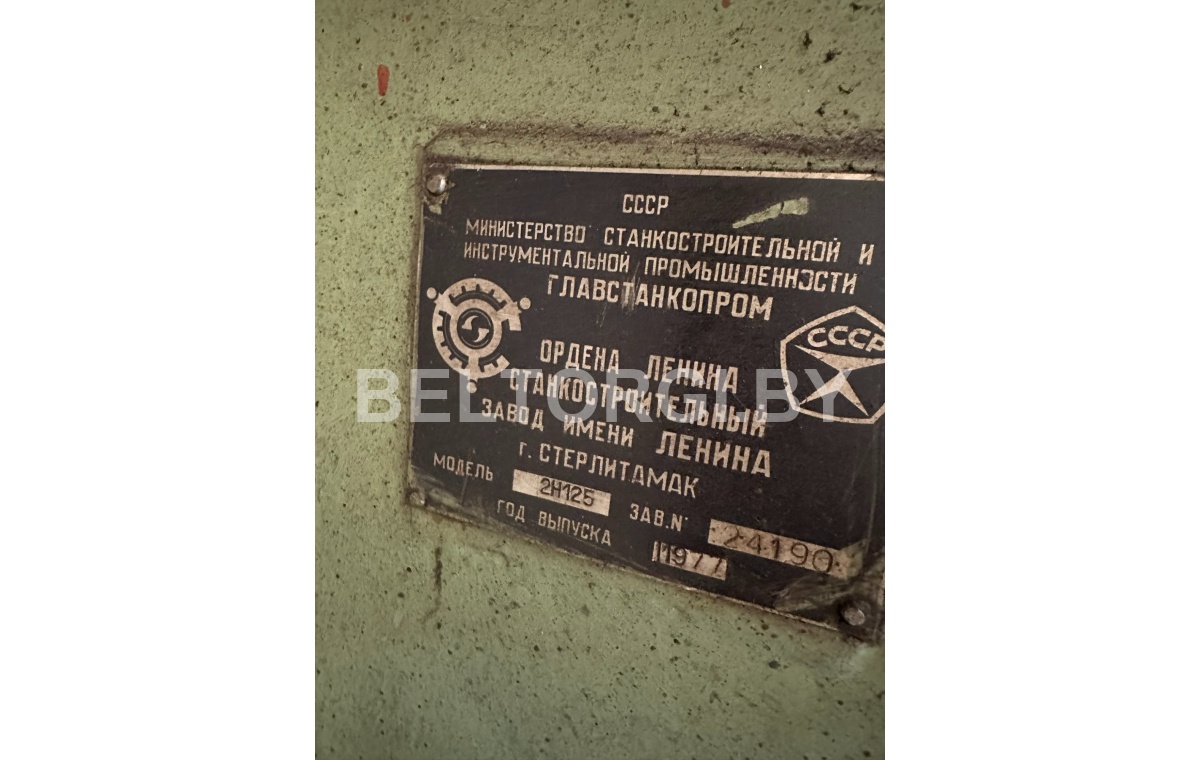 СССР
МИНИСТЕРСТВО СТАНКОСТРОИТЕЛЬНОЙ И
ИНСТРУМЕНТАЛЬНОЙ ПРОМЫШЛЕННОСТИ
ГЛАВСТАНКОПРОМ
СССР
ОРДЕНА ЛЕНИНА
СТАНКОСТРОИТЕЛЬНЫЙ
ЗАВОД ИМЕНИ ЛЕНИНА
г. СТЕРЛИТАМАК
МОДЕЛЬ 2Н125 ЗАВ.N° 24190
ГОД ВЫПУСКА 1977
BELTORGI.BY